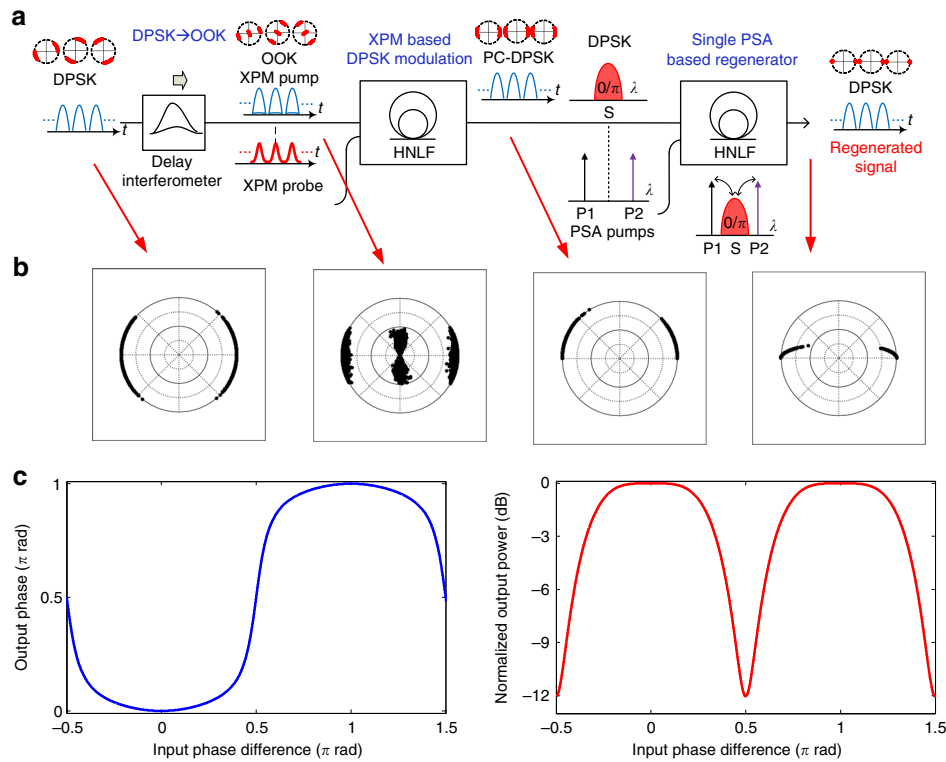 a
DPSK→OOK
XPM based
DPSK modulation
Single PSA
based regenerator
DPSK
OOK
XPM pump
PC-DPSK
DPSK
DPSK
0/π
λ
S
t
t
t
t
t
Delay
interferometer
XPM probe
HNLF
HNLF
Regenerated
signal
P1
P2
λ
PSA pumps
0/π
P1
S
P2
λ
b
c
Output phase (π rad)
1
0.5
0
−0.5
0
0.5
1
1.5
Input phase difference (π rad)
Normalized output power (dB)
0
−3
−6
−9
−12
−0.5
0
0.5
1
1.5
Input phase difference (π rad)